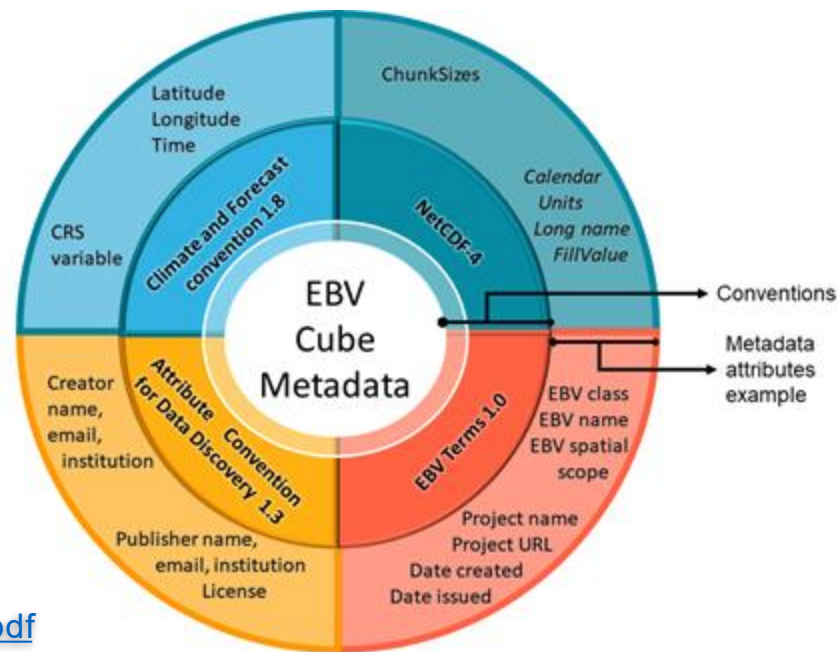 ChunkSizes
Latitude
Longitude
Time
CRS
variable
Climate and Forecast
convention 1.8
NetCDF-4
Calendar
Units
Long name
FillValue
EBV
Cube
Metadata
Conventions
Metadata
attributes
example
Creator
name,
email,
institution
Attribute Convention
for Data Discovery 1.3
Publisher name,
email, institution
License
EBV Terms 1.0
EBV class
EBV name
EBV spatial
scope
Project name
Project URL
Date created
Date issued
pdf